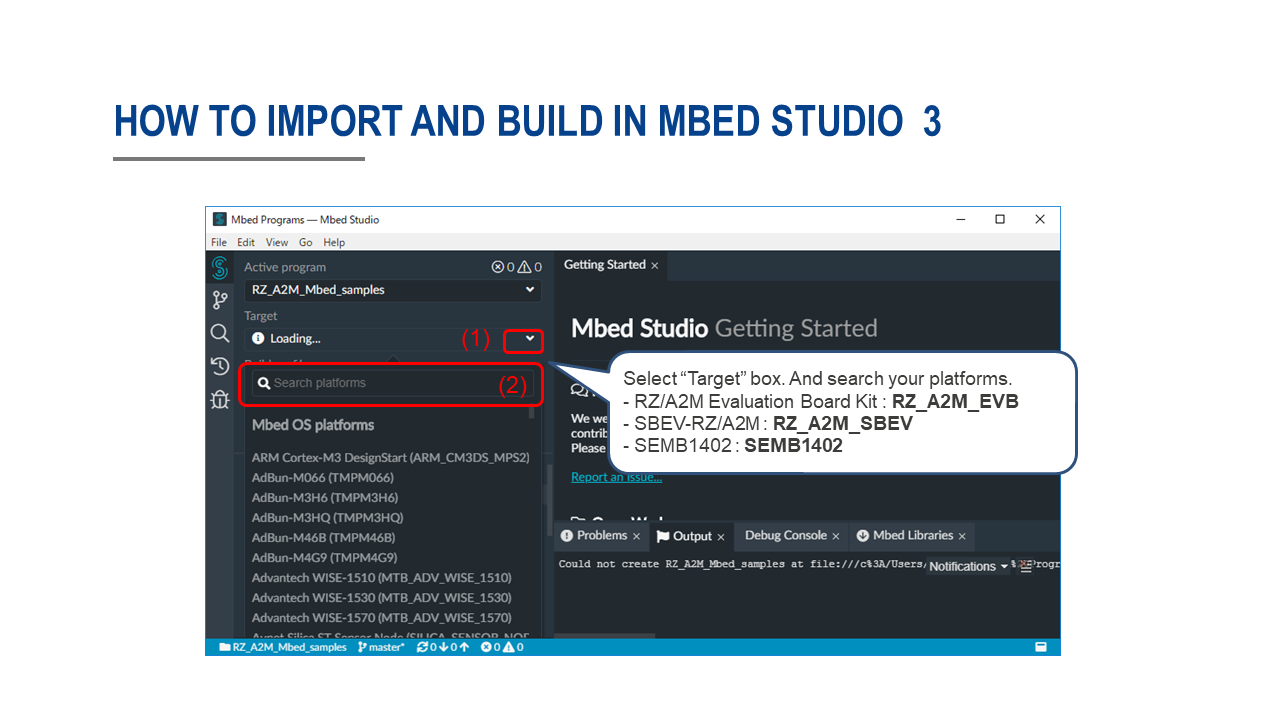 HOW TO IMPORT AND BUILD IN MBED STUDIO 3
Mbed Programs — Mbed Studio
File Edit View Go Help
Active program
0 0
RZ_A2M_Mbed_samples
Target
Loading...
(1)
Search platforms
(2)
Mbed OS platforms
ARM Cortex-M3 DesignStart (ARM_CM3DS_MPS2)
AdBun-M066 (TMPM066)
AdBun-M3H6 (TMPM3H6)
AdBun-M3HQ (TMPM3HQ)
AdBun-M46B (TMPM46B)
AdBun-M4G9 (TMPM4G9)
Advantech WISE-1510 (MTB_ADV_WISE_1510)
Advantech WISE-1530 (MTB_ADV_WISE_1530)
Advantech WISE-1570 (MTB_ADV_WISE_1570)
Getting Started
Mbed Studio Getting Started
We we
contrib
Please
Report an issue...
Select “Target” box. And search your platforms.
- RZ/A2M Evaluation Board Kit : RZ_A2M_EVB
- SBEV-RZ/A2M : RZ_A2M_SBEV
- SEMB1402 : SEMB1402
Problems Output Debug Console Mbed Libraries
Could not create RZ_A2M_Mbed_samples at file:///c%3A/Users/
Notifications
RZ_A2M_Mbed_samples master* 0 0 0 0